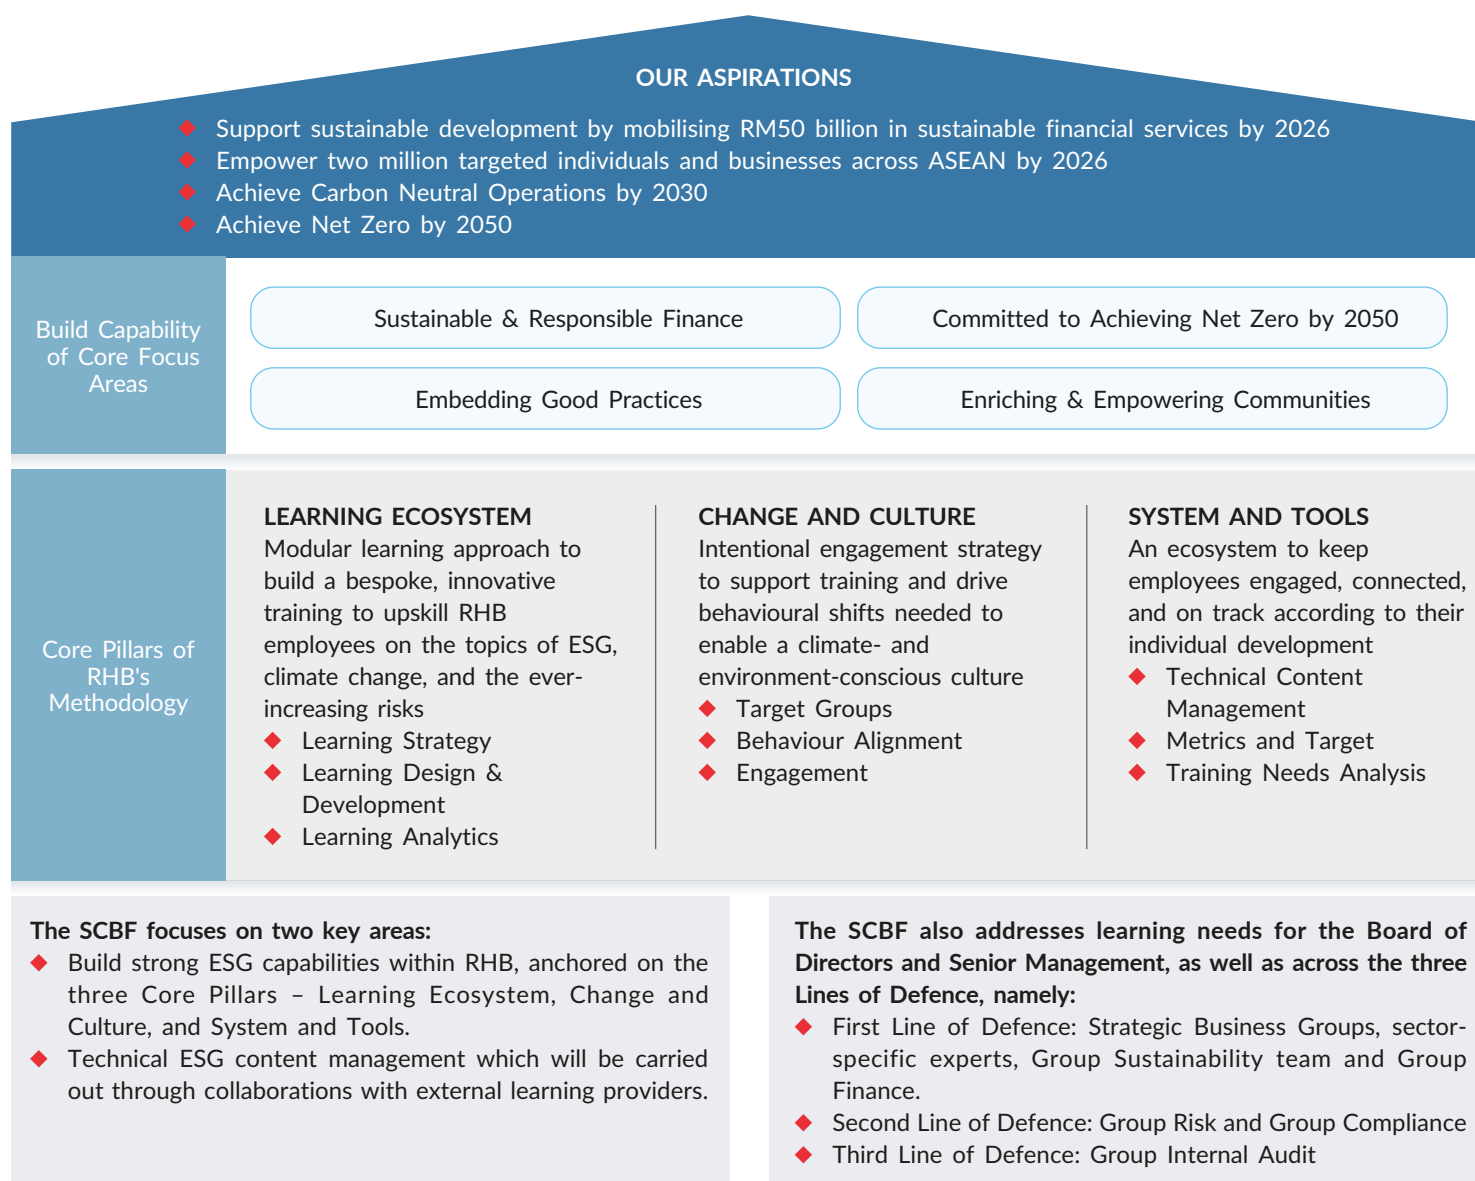 OUR ASPIRATIONS
◆ Support sustainable development by mobilising RM50 billion in sustainable financial services by 2026
◆ Empower two million targeted individuals and businesses across ASEAN by 2026
◆ Achieve Carbon Neutral Operations by 2030
◆ Achieve Net Zero by 2050
Build Capability
of Core Focus
Areas
Sustainable & Responsible Finance
Committed to Achieving Net Zero by 2050
Embedding Good Practices
Enriching & Empowering Communities
Core Pillars of
RHB's
Methodology
LEARNING ECOSYSTEM
Modular learning approach to
build a bespoke, innovative
training to upskill RHB
employees on the topics of ESG,
climate change, and the ever-
increasing risks
◆ Learning Strategy
◆ Learning Design &
Development
◆ Learning Analytics
CHANGE AND CULTURE
Intentional engagement strategy
to support training and drive
behavioural shifts needed to
enable a climate- and
environment-conscious culture
◆ Target Groups
◆ Behaviour Alignment
◆ Engagement
SYSTEM AND TOOLS
An ecosystem to keep
employees engaged, connected,
and on track according to their
individual development
◆ Technical Content
Management
◆ Metrics and Target
◆ Training Needs Analysis
The SCBF focuses on two key areas:
◆ Build strong ESG capabilities within RHB, anchored on the
three Core Pillars – Learning Ecosystem, Change and
Culture, and System and Tools.
◆ Technical ESG content management which will be carried
out through collaborations with external learning providers.
The SCBF also addresses learning needs for the Board of
Directors and Senior Management, as well as across the three
Lines of Defence, namely:
◆ First Line of Defence: Strategic Business Groups, sector-
specific experts, Group Sustainability team and Group
Finance.
◆ Second Line of Defence: Group Risk and Group Compliance
◆ Third Line of Defence: Group Internal Audit